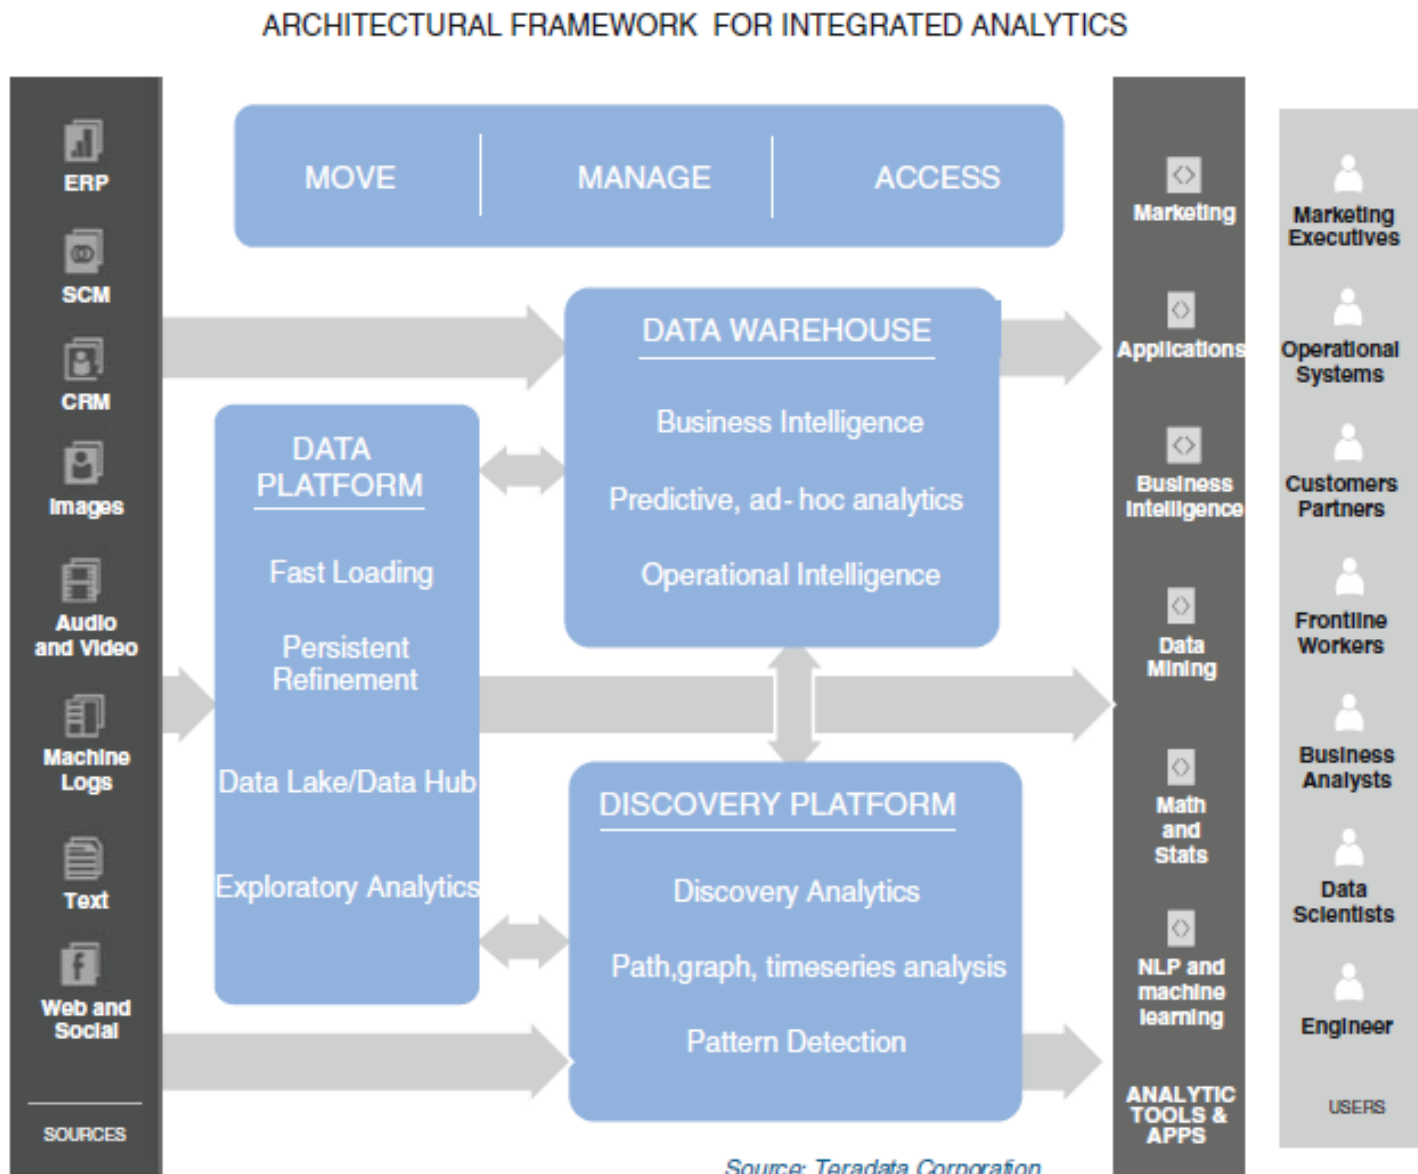 ARCHITECTURAL FRAMEWORK FOR INTEGRATED ANALYTICS
ERP
SCM
CRM
Images
Audio
and Video
Machine
Logs
Text
Web and
Social
SOURCES
MOVE
MANAGE
ACCESS
DATA
PLATFORM
Fast Loading
Persistent
Refinement
Data Lake/Data Hub
Exploratory Analytics
DATA WAREHOUSE
Business Intelligence
Predictive, ad-hoc analytics
Operational Intelligence
DISCOVERY PLATFORM
Discovery Analytics
Path,graph, timeseries analysis
Pattern Detection
Marketing
Applications
Business
Intelligence
Data
Mining
Math
and
Stats
NLP and
machine
learning
ANALYTIC
TOOLS &
APPS
Marketing
Executives
Operational
Systems
Customers
Partners
Frontline
Workers
Business
Analysts
Data
Scientists
Engineer
USERS
Source: Teradata Corporation